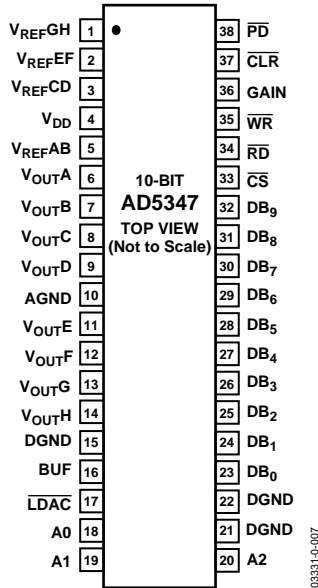 VREFGH 1
VREFEF 2
VREFCD 3
VDD 4
VREFAB 5
VOUTA 6
VOUTB 7
VOUTC 8
VOUTD 9
AGND 10
VOUTE 11
VOUTF 12
VOUTG 13
VOUTH 14
DGND 15
BUF 16
LDAC 17
A0 18
A1 19
10-BIT
AD5347
TOP VIEW
(Not to Scale)
38 PD
37 CLR
36 GAIN
35 WR
34 RD
33 CS
32 DB9
31 DB8
30 DB7
29 DB6
28 DB5
27 DB4
26 DB3
25 DB2
24 DB1
23 DB0
22 DGND
21 DGND
20 A2
03331-0-007